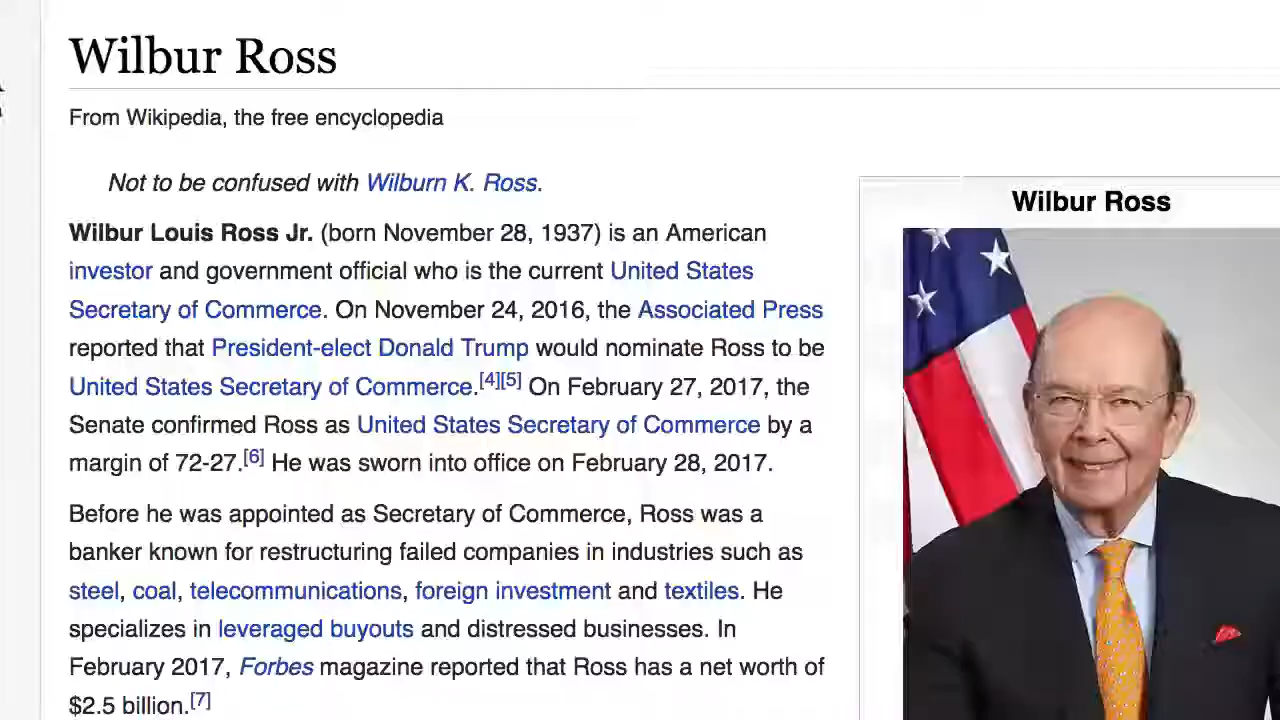 Wilbur Ross
From Wikipedia, the free encyclopedia
Not to be confused with Wilburn K. Ross.
Wilbur Louis Ross Jr. (born November 28, 1937) is an American
investor and government official who is the current United States
Secretary of Commerce. On November 24, 2016, the Associated Press
reported that President-elect Donald Trump would nominate Ross to be
United States Secretary of Commerce.[4][5] On February 27, 2017, the
Senate confirmed Ross as United States Secretary of Commerce by a
margin of 72-27.[6] He was sworn into office on February 28, 2017.
Before he was appointed as Secretary of Commerce, Ross was a
banker known for restructuring failed companies in industries such as
steel, coal, telecommunications, foreign investment and textiles. He
specializes in leveraged buyouts and distressed businesses. In
February 2017, Forbes magazine reported that Ross has a net worth of
$2.5 billion.[7]
Wilbur Ross